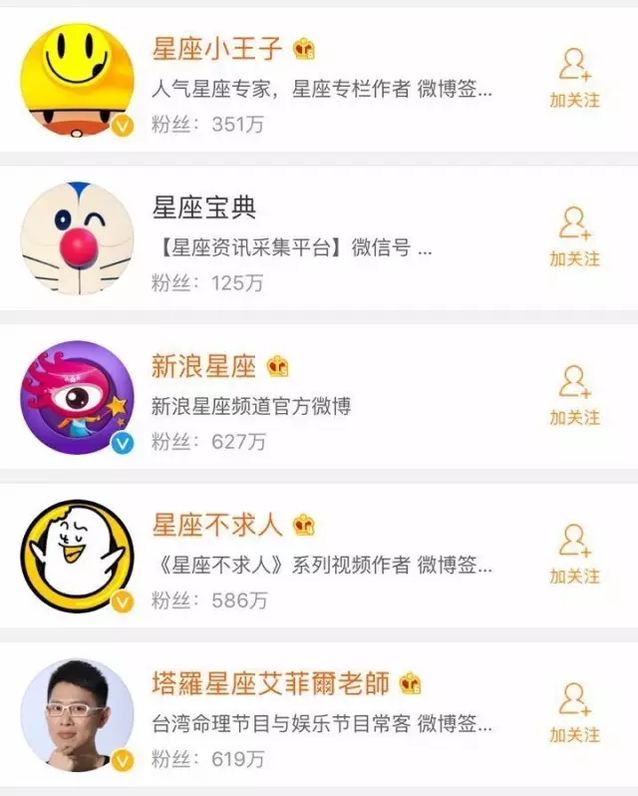 星座小王子
人气星座专家，星座专栏作者 微博签...
粉丝：351万
加关注
星座宝典
【星座资讯采集平台】微信号 ...
粉丝：125万
加关注
新浪星座
新浪星座频道官方微博
粉丝：627万
加关注
星座不求人
《星座不求人》系列视频作者 微博签...
粉丝：586万
加关注
塔羅星座艾菲爾老師
台湾命理节目与娱乐节目常客 微博签...
粉丝：619万
加关注